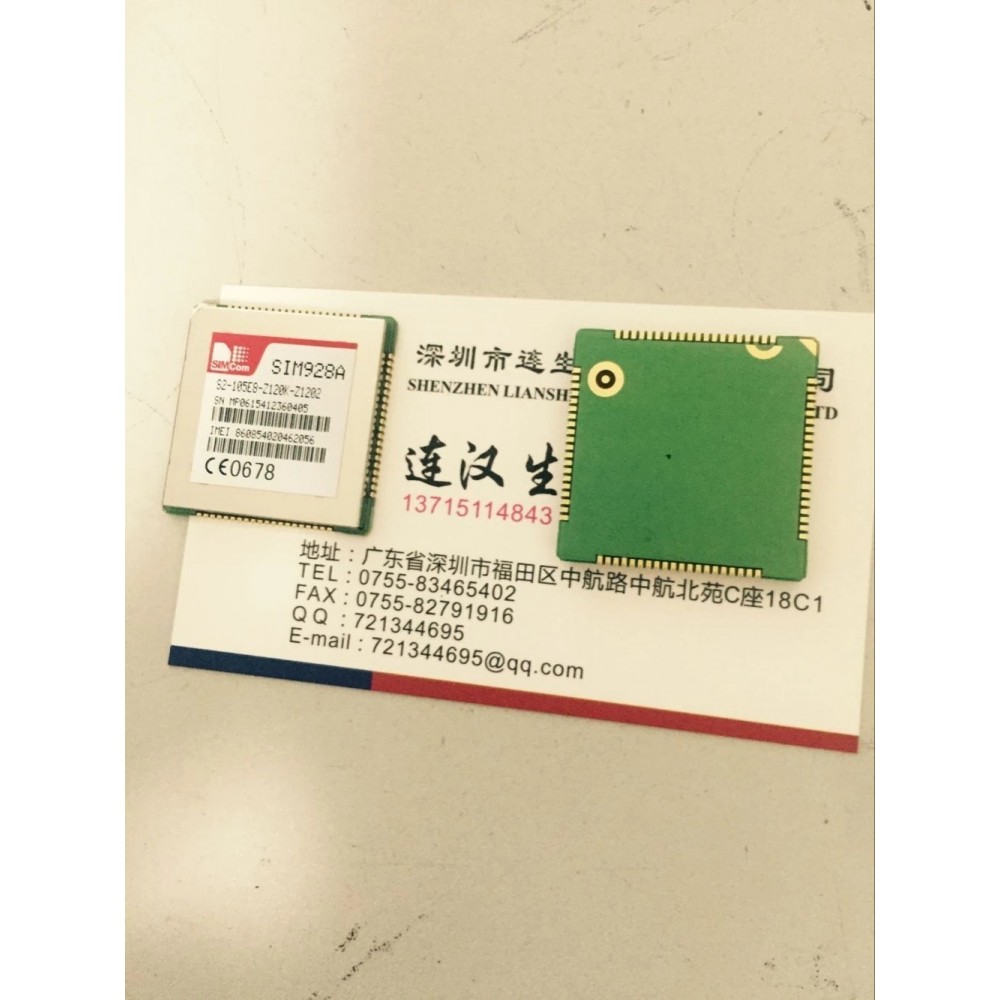 SIMCom
SIM928A
S2-105E8-Z120K-Z1202
SN MP0615412360405
IMEI 860854020462056
CE0678
深圳市连生 司
SHENZHEN LIANSH TD
连汉生
13715114843
地址：广东省深圳市福田区中航路中航北苑C座18C1
TEL：0755-83465402
FAX：0755-82791916
QQ：721344695
E-mail：721344695@qq.com